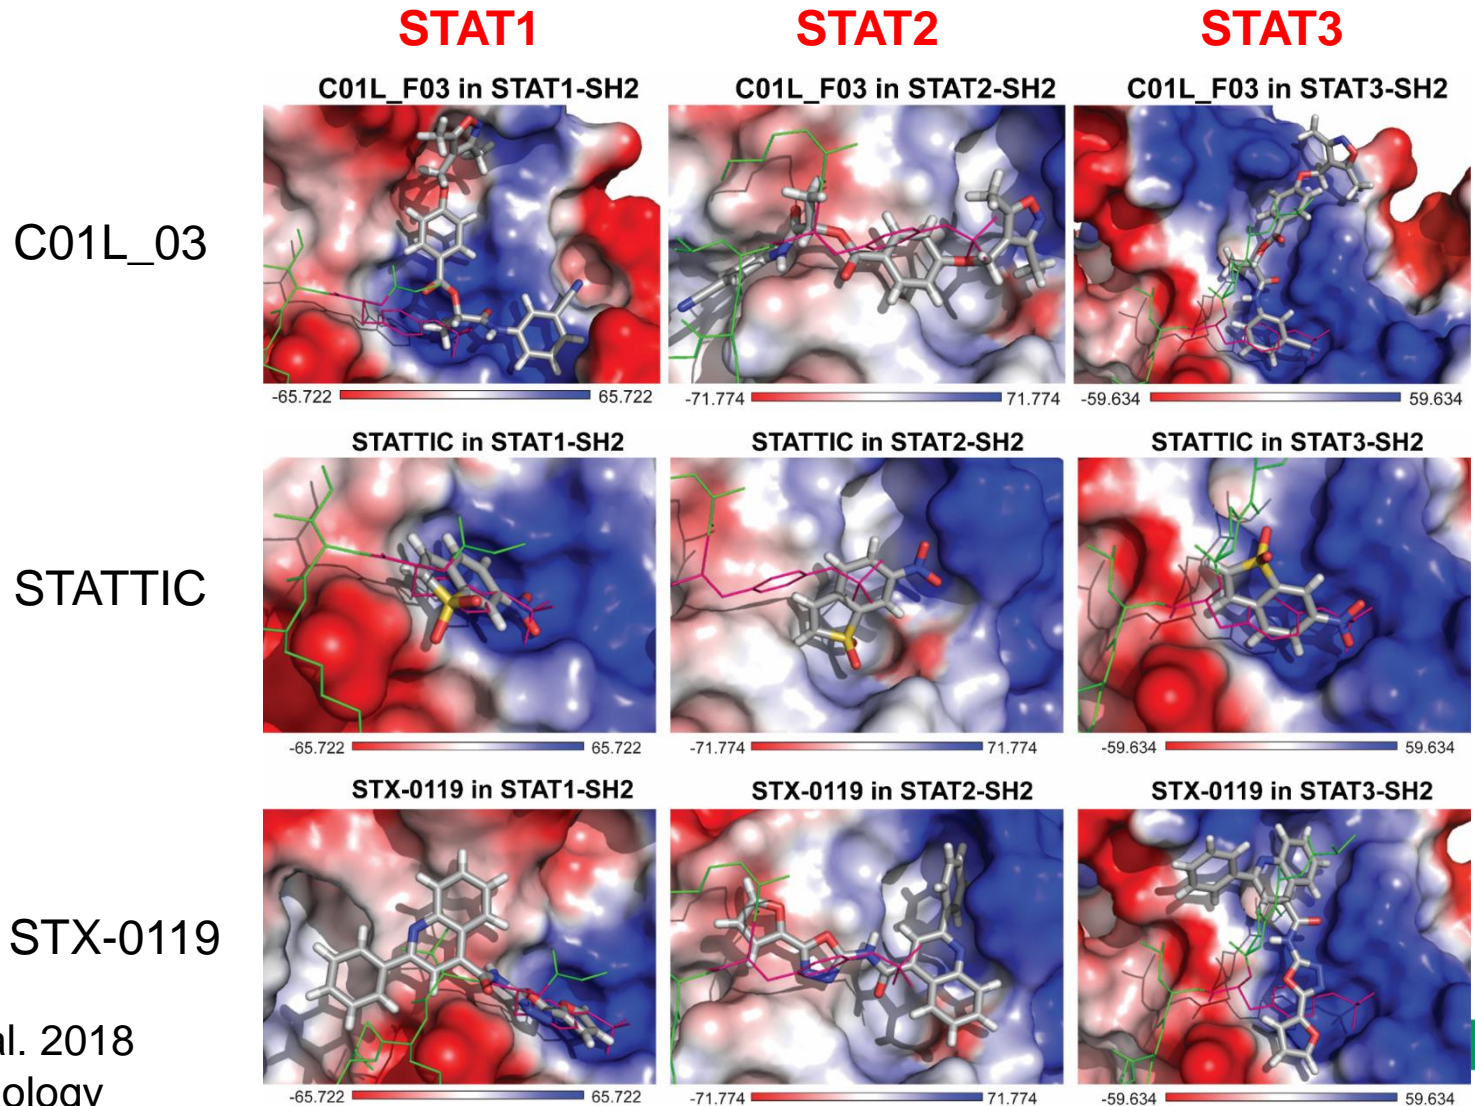 STAT1 STAT2 STAT3
C01L_F03 in STAT1-SH2 C01L_F03 in STAT2-SH2 C01L_F03 in STAT3-SH2
C01L_03
-65.722 65.722 -71.774 71.774 -59.634 59.634
STATTIC in STAT1-SH2 STATTIC in STAT2-SH2 STATTIC in STAT3-SH2
STATTIC
-65.722 65.722 -71.774 71.774 -59.634 59.634
STX-0119 in STAT1-SH2 STX-0119 in STAT2-SH2 STX-0119 in STAT3-SH2
STX-0119
al. 2018
ology
-65.722 65.722 -71.774 71.774 -59.634 59.634